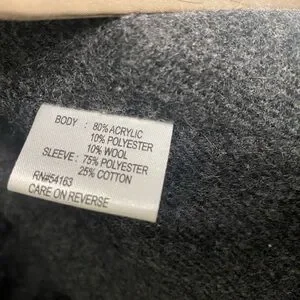 BODY : 80% ACRYLIC
10% POLYESTER
10% WOOL
SLEEVE : 75% POLYESTER
25% COTTON
RN#54163
CARE ON REVERSE